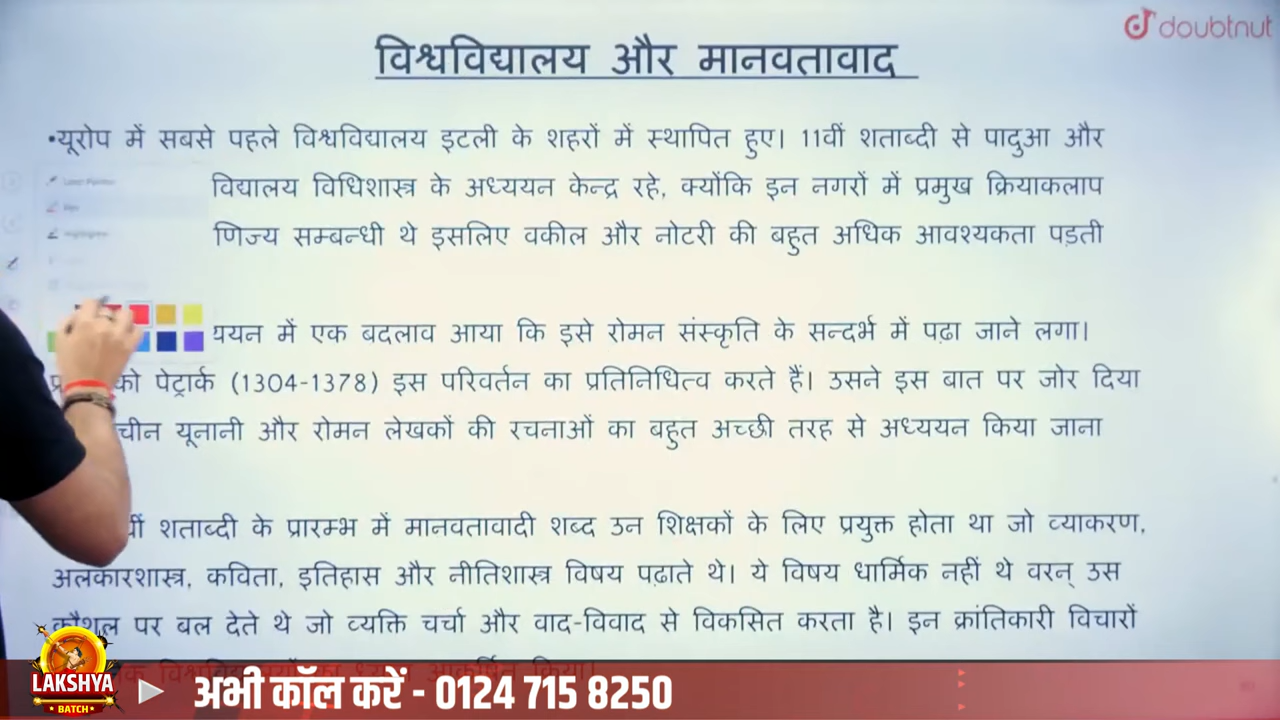 doubtnut
विश्वविद्यालय और मानवतावाद
•यूरोप में सबसे पहले विश्वविद्यालय इटली के शहरों में स्थापित हुए। 11वीं शताब्दी से पादुआ और
विद्यालय विधिशास्त्र के अध्ययन केन्द्र रहे, क्योंकि इन नगरों में प्रमुख क्रियाकलाप
णिज्य सम्बन्धी थे इसलिए वकील और नोटरी की बहुत अधिक आवश्यकता पड़ती
ययन में एक बदलाव आया कि इसे रोमन संस्कृति के सन्दर्भ में पढ़ा जाने लगा।
को पेट्रार्क (1304-1378) इस परिवर्तन का प्रतिनिधित्व करते हैं। उसने इस बात पर जोर दिया
चीन यूनानी और रोमन लेखकों की रचनाओं का बहुत अच्छी तरह से अध्ययन किया जाना
वीं शताब्दी के प्रारम्भ में मानवतावादी शब्द उन शिक्षकों के लिए प्रयुक्त होता था जो व्याकरण,
अलकारशास्त्र, कविता, इतिहास और नीतिशास्त्र विषय पढ़ाते थे। ये विषय धार्मिक नहीं थे वरन् उस
कौशल पर बल देते थे जो व्यक्ति चर्चा और वाद-विवाद से विकसित करता है। इन क्रांतिकारी विचारों
आकर्षित किया।
LAKSHYA
BATCH
अभी कॉल करें - 0124 715 8250